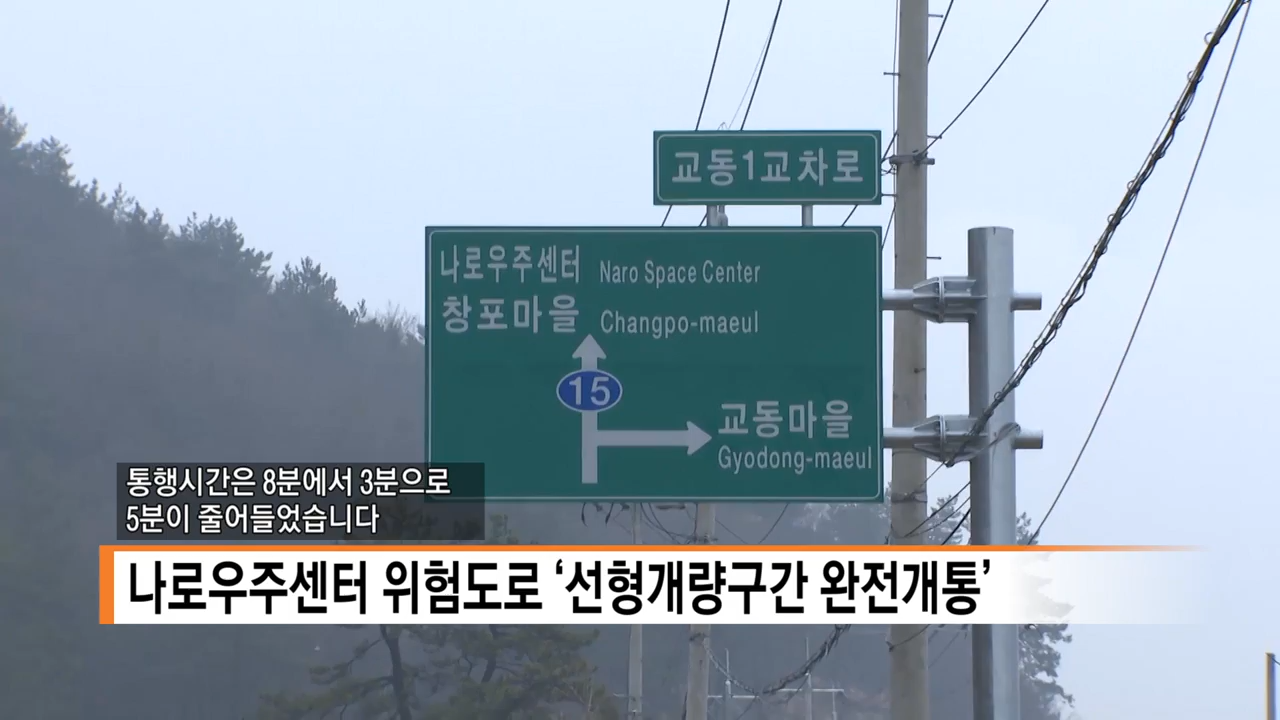 교동1교차로
나로우주센터 Naro Space Center
창포마을 Changpo-maeul
15
교동마을
Gyodong-maeul
통행시간은 8분에서 3분으로
5분이 줄어들었습니다
나로우주센터 위험도로 ‘선형개량구간 완전개통’